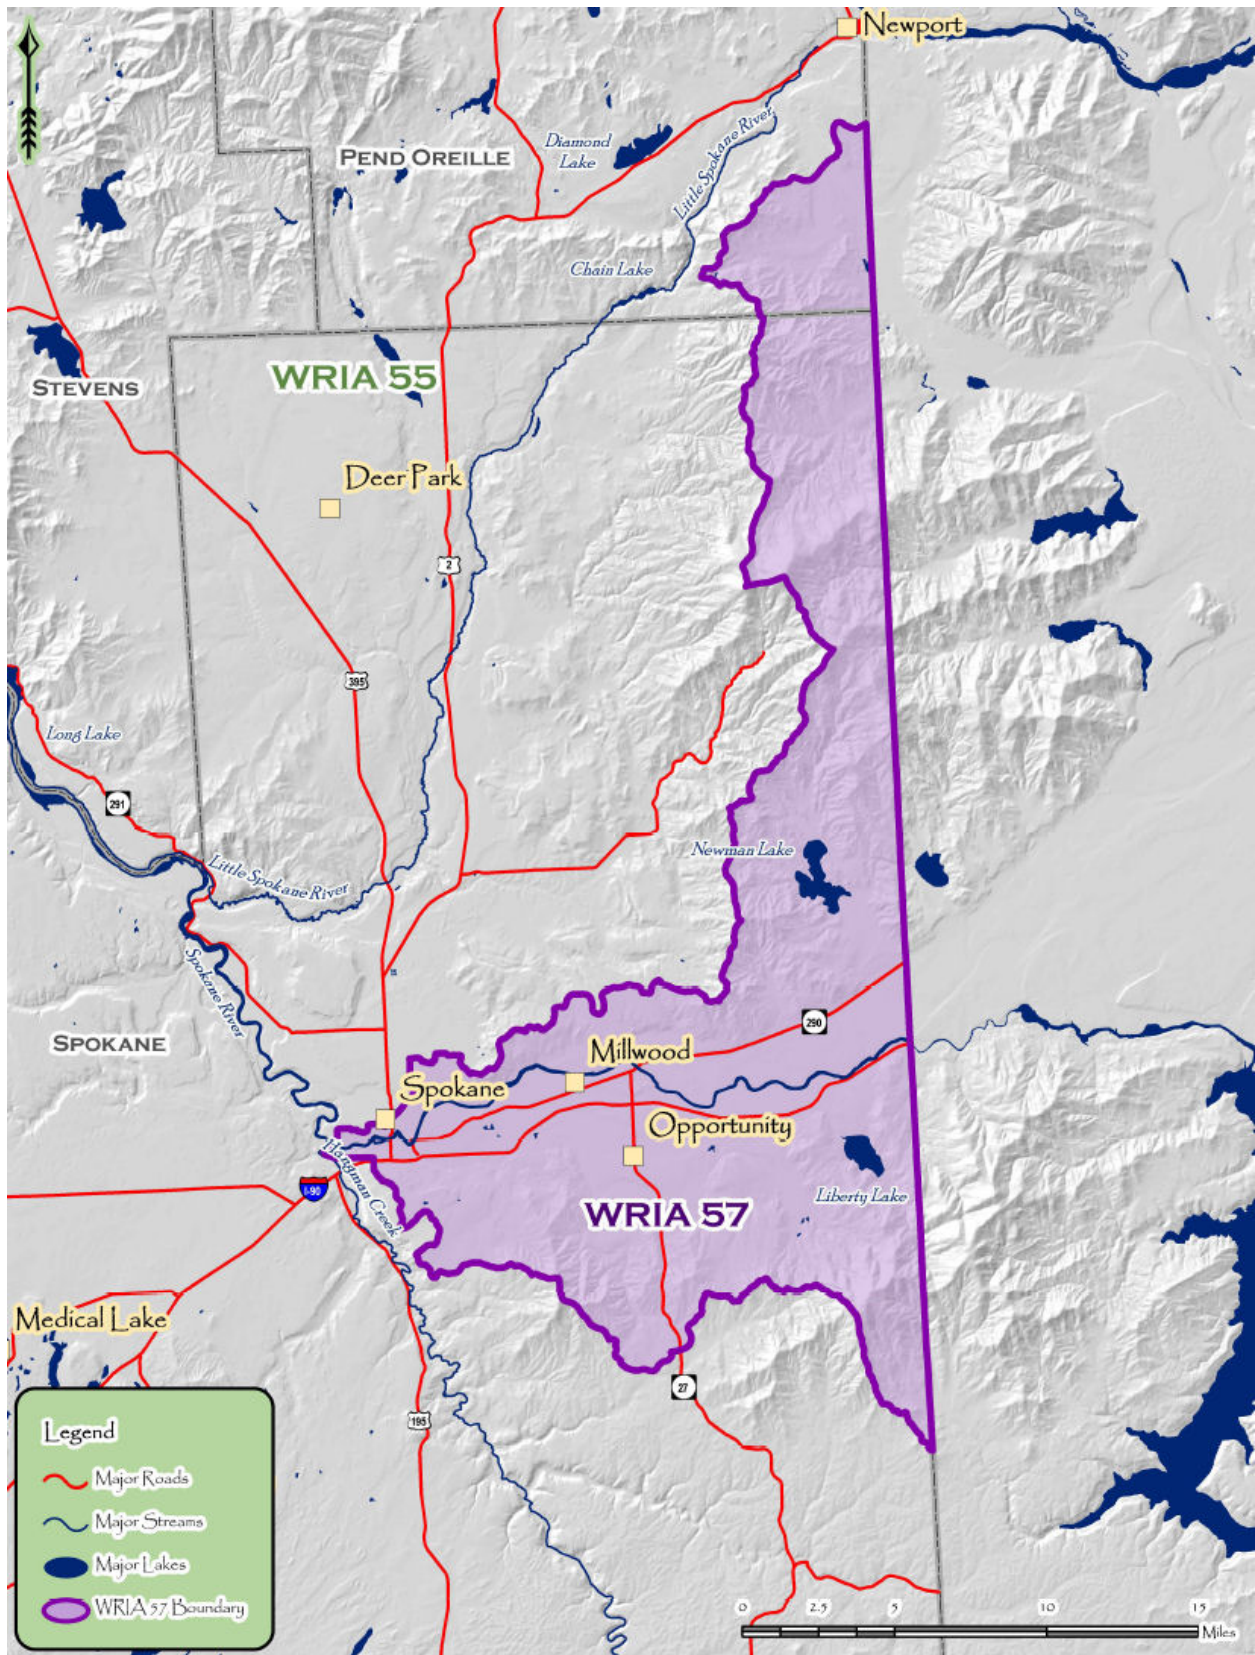 Newport
PEND OREILLE
Diamond
Lake
Little Spokane River
Chain Lake
STEVENS
WRIA 55
Deer Park
2
395
Long Lake
291
Newman Lake
Little Spokane River
Spokane River
SPOKANE
290
Millwood
Spokane
Opportunity
Hangman Creek
I-90
Liberty Lake
WRIA 57
Medical Lake
27
195
Legend
Major Roads
Major Streams
Major Lakes
WRIA 57 Boundary
0 2.5 5 10 15
Miles